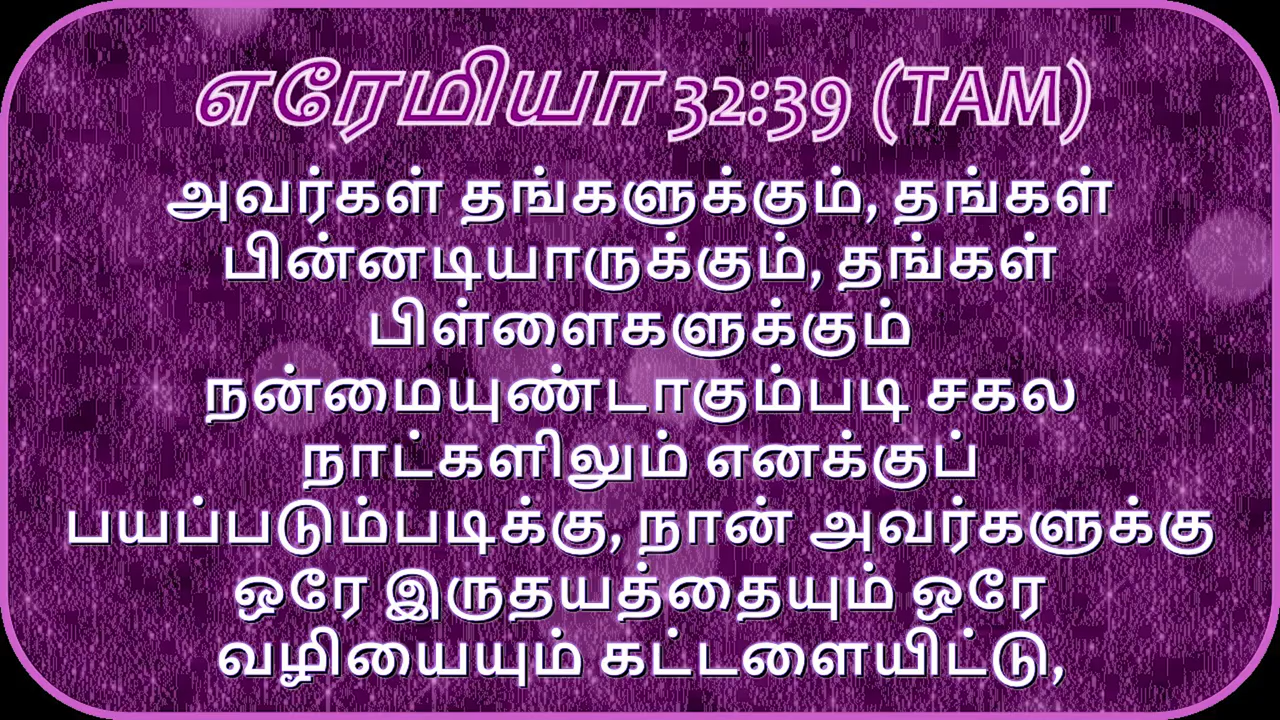 எரேமியா 32:39 (TAM)
அவர்கள் தங்களுக்கும், தங்கள்
பின்னடியாருக்கும், தங்கள்
பிள்ளைகளுக்கும்
நன்மையுண்டாகும்படி சகல
நாட்களிலும் எனக்குப்
பயப்படும்படிக்கு, நான் அவர்களுக்கு
ஒரே இருதயத்தையும் ஒரே
வழியையும் கட்டளையிட்டு,